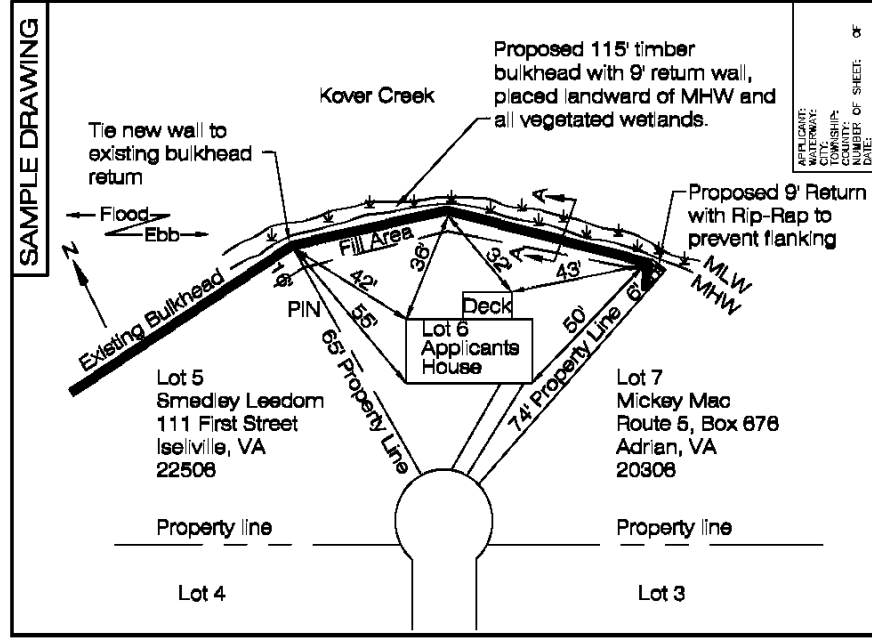 SAMPLE DRAWING
Kover Creek
Proposed 115' timber
bulkhead with 9' return wall,
placed landward of MHW and
all vegetated wetlands.
APPLICANT:
WATERWAY:
CITY:
TOWNSHIP:
COUNTY:
NUMBER OF SHEET: OF
DATE:
Tie new wall to
existing bulkhead
return
Flood
Ebb
N
Proposed 9' Return
with Rip-Rap to
prevent flanking
A
A
MLW
MHW
Fill Area
16'
42'
36'
32'
43'
6'
55'
50'
PIN
Existing Bulkhead
Deck
Lot 6
Applicants
House
65' Property Line
74' Property Line
Lot 5
Smedley Leedom
111 First Street
Iseliville, VA
22506
Lot 7
Mickey Mac
Route 5, Box 676
Adrian, VA
20306
Property line
Property line
Lot 4
Lot 3